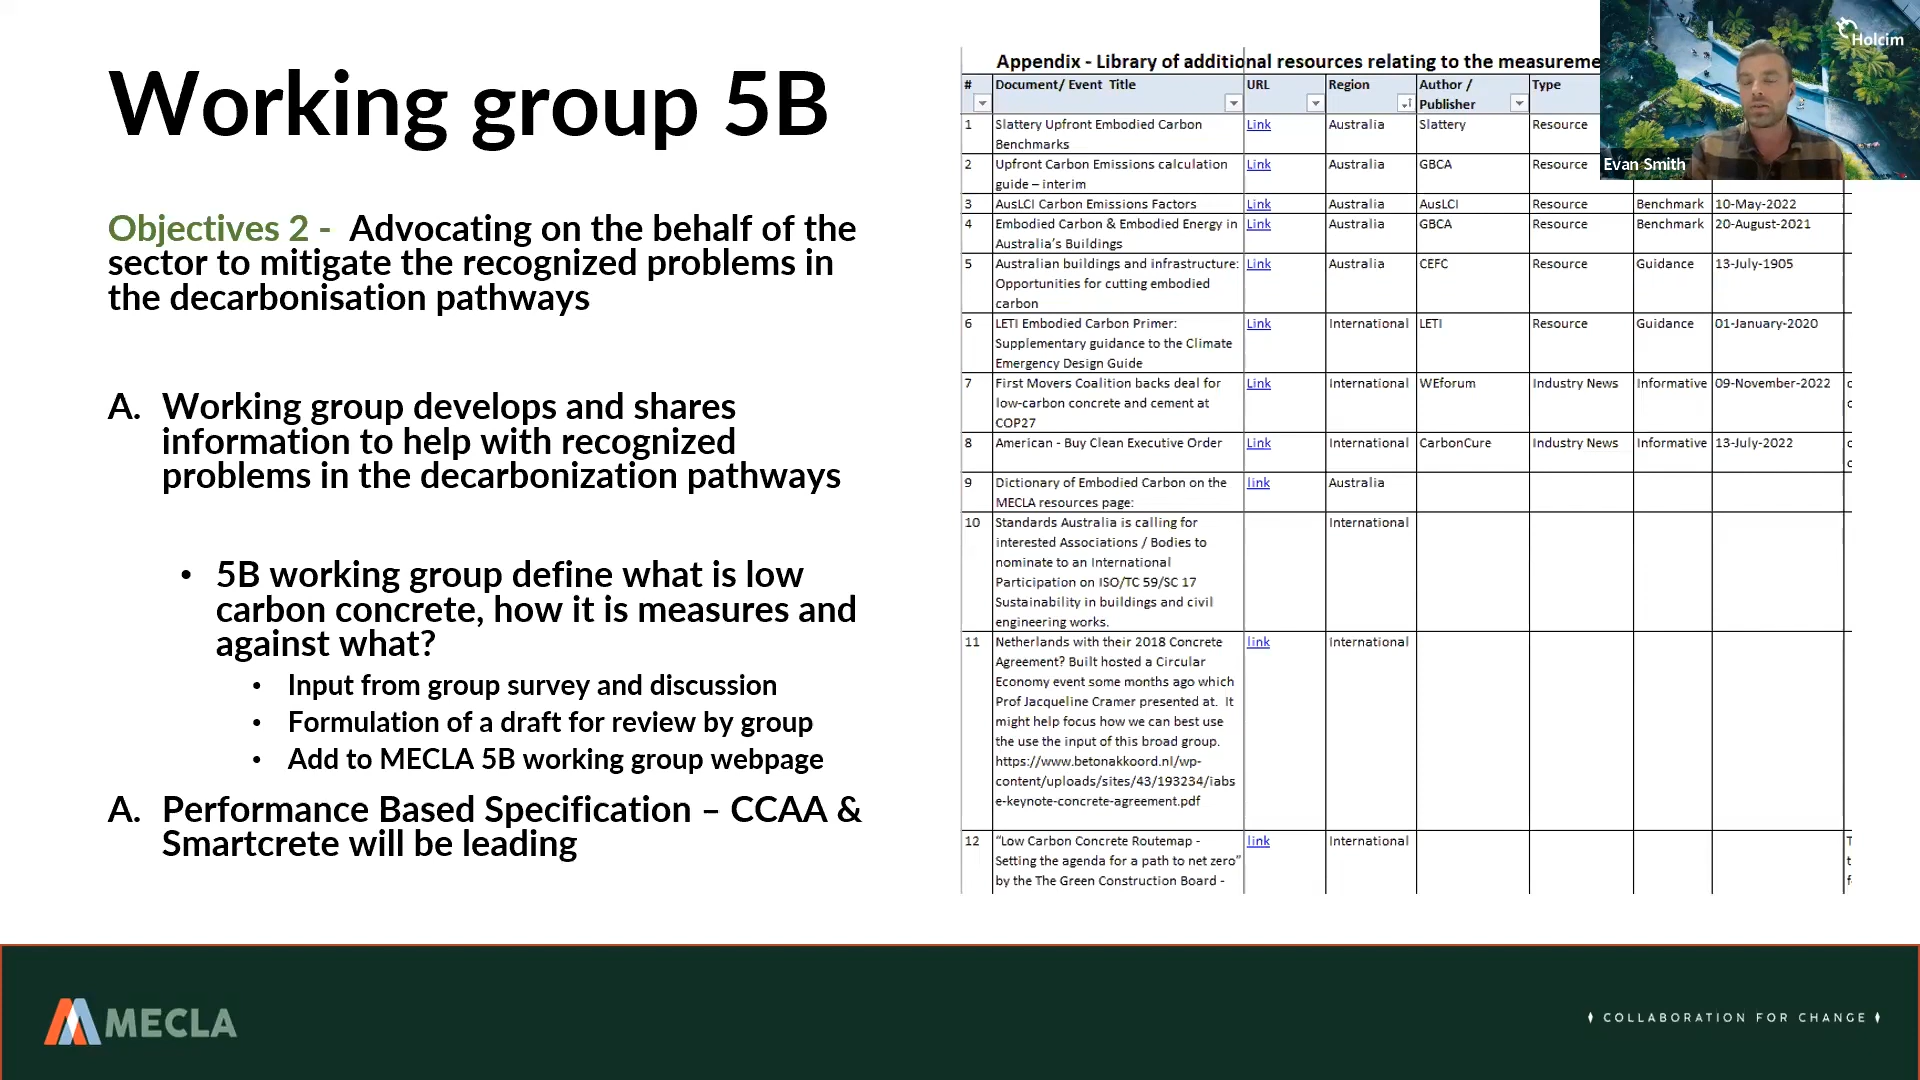 Working group 5B
Objectives 2 - Advocating on the behalf of the
sector to mitigate the recognized problems in
the decarbonisation pathways
A. Working group develops and shares
information to help with recognized
problems in the decarbonization pathways
• 5B working group define what is low
carbon concrete, how it is measures and
against what?
• Input from group survey and discussion
• Formulation of a draft for review by group
• Add to MECLA 5B working group webpage
A. Performance Based Specification – CCAA &
Smartcrete will be leading
Appendix - Library of additional resources relating to the measureme
# Document/ Event Title URL Region Author / Publisher Type
1 Slattery Upfront Embodied Carbon Link Australia Slattery Resource
Benchmarks
2 Upfront Carbon Emissions calculation Link Australia GBCA Resource
guide – interim
3 AusLCI Carbon Emissions Factors Link Australia AusLCI Resource Benchmark 10-May-2022
4 Embodied Carbon & Embodied Energy in Link Australia GBCA Resource Benchmark 20-August-2021
Australia’s Buildings
5 Australian buildings and infrastructure: Link Australia CEFC Resource Guidance 13-July-1905
Opportunities for cutting embodied
carbon
6 LETI Embodied Carbon Primer: Link International LETI Resource Guidance 01-January-2020
Supplementary guidance to the Climate
Emergency Design Guide
7 First Movers Coalition backs deal for Link International WEforum Industry News Informative 09-November-2022
low-carbon concrete and cement at
COP27
8 American - Buy Clean Executive Order Link International CarbonCure Industry News Informative 13-July-2022
9 Dictionary of Embodied Carbon on the link Australia
MECLA resources page:
10 Standards Australia is calling for International
interested Associations / Bodies to
nominate to an International
Participation on ISO/TC 59/SC 17
Sustainability in buildings and civil
engineering works.
11 Netherlands with their 2018 Concrete link International
Agreement? Built hosted a Circular
Economy event some months ago which
Prof Jacqueline Cramer presented at. It
might help focus how we can best use
the use the input of this broad group.
https://www.betonakkoord.nl/wp-
content/uploads/sites/43/193234/iabs
e-keynote-concrete-agreement.pdf
12 “Low Carbon Concrete Routemap - link International
Setting the agenda for a path to net zero”
by the The Green Construction Board -
Holcim
Evan Smith
MECLA
COLLABORATION FOR CHANGE